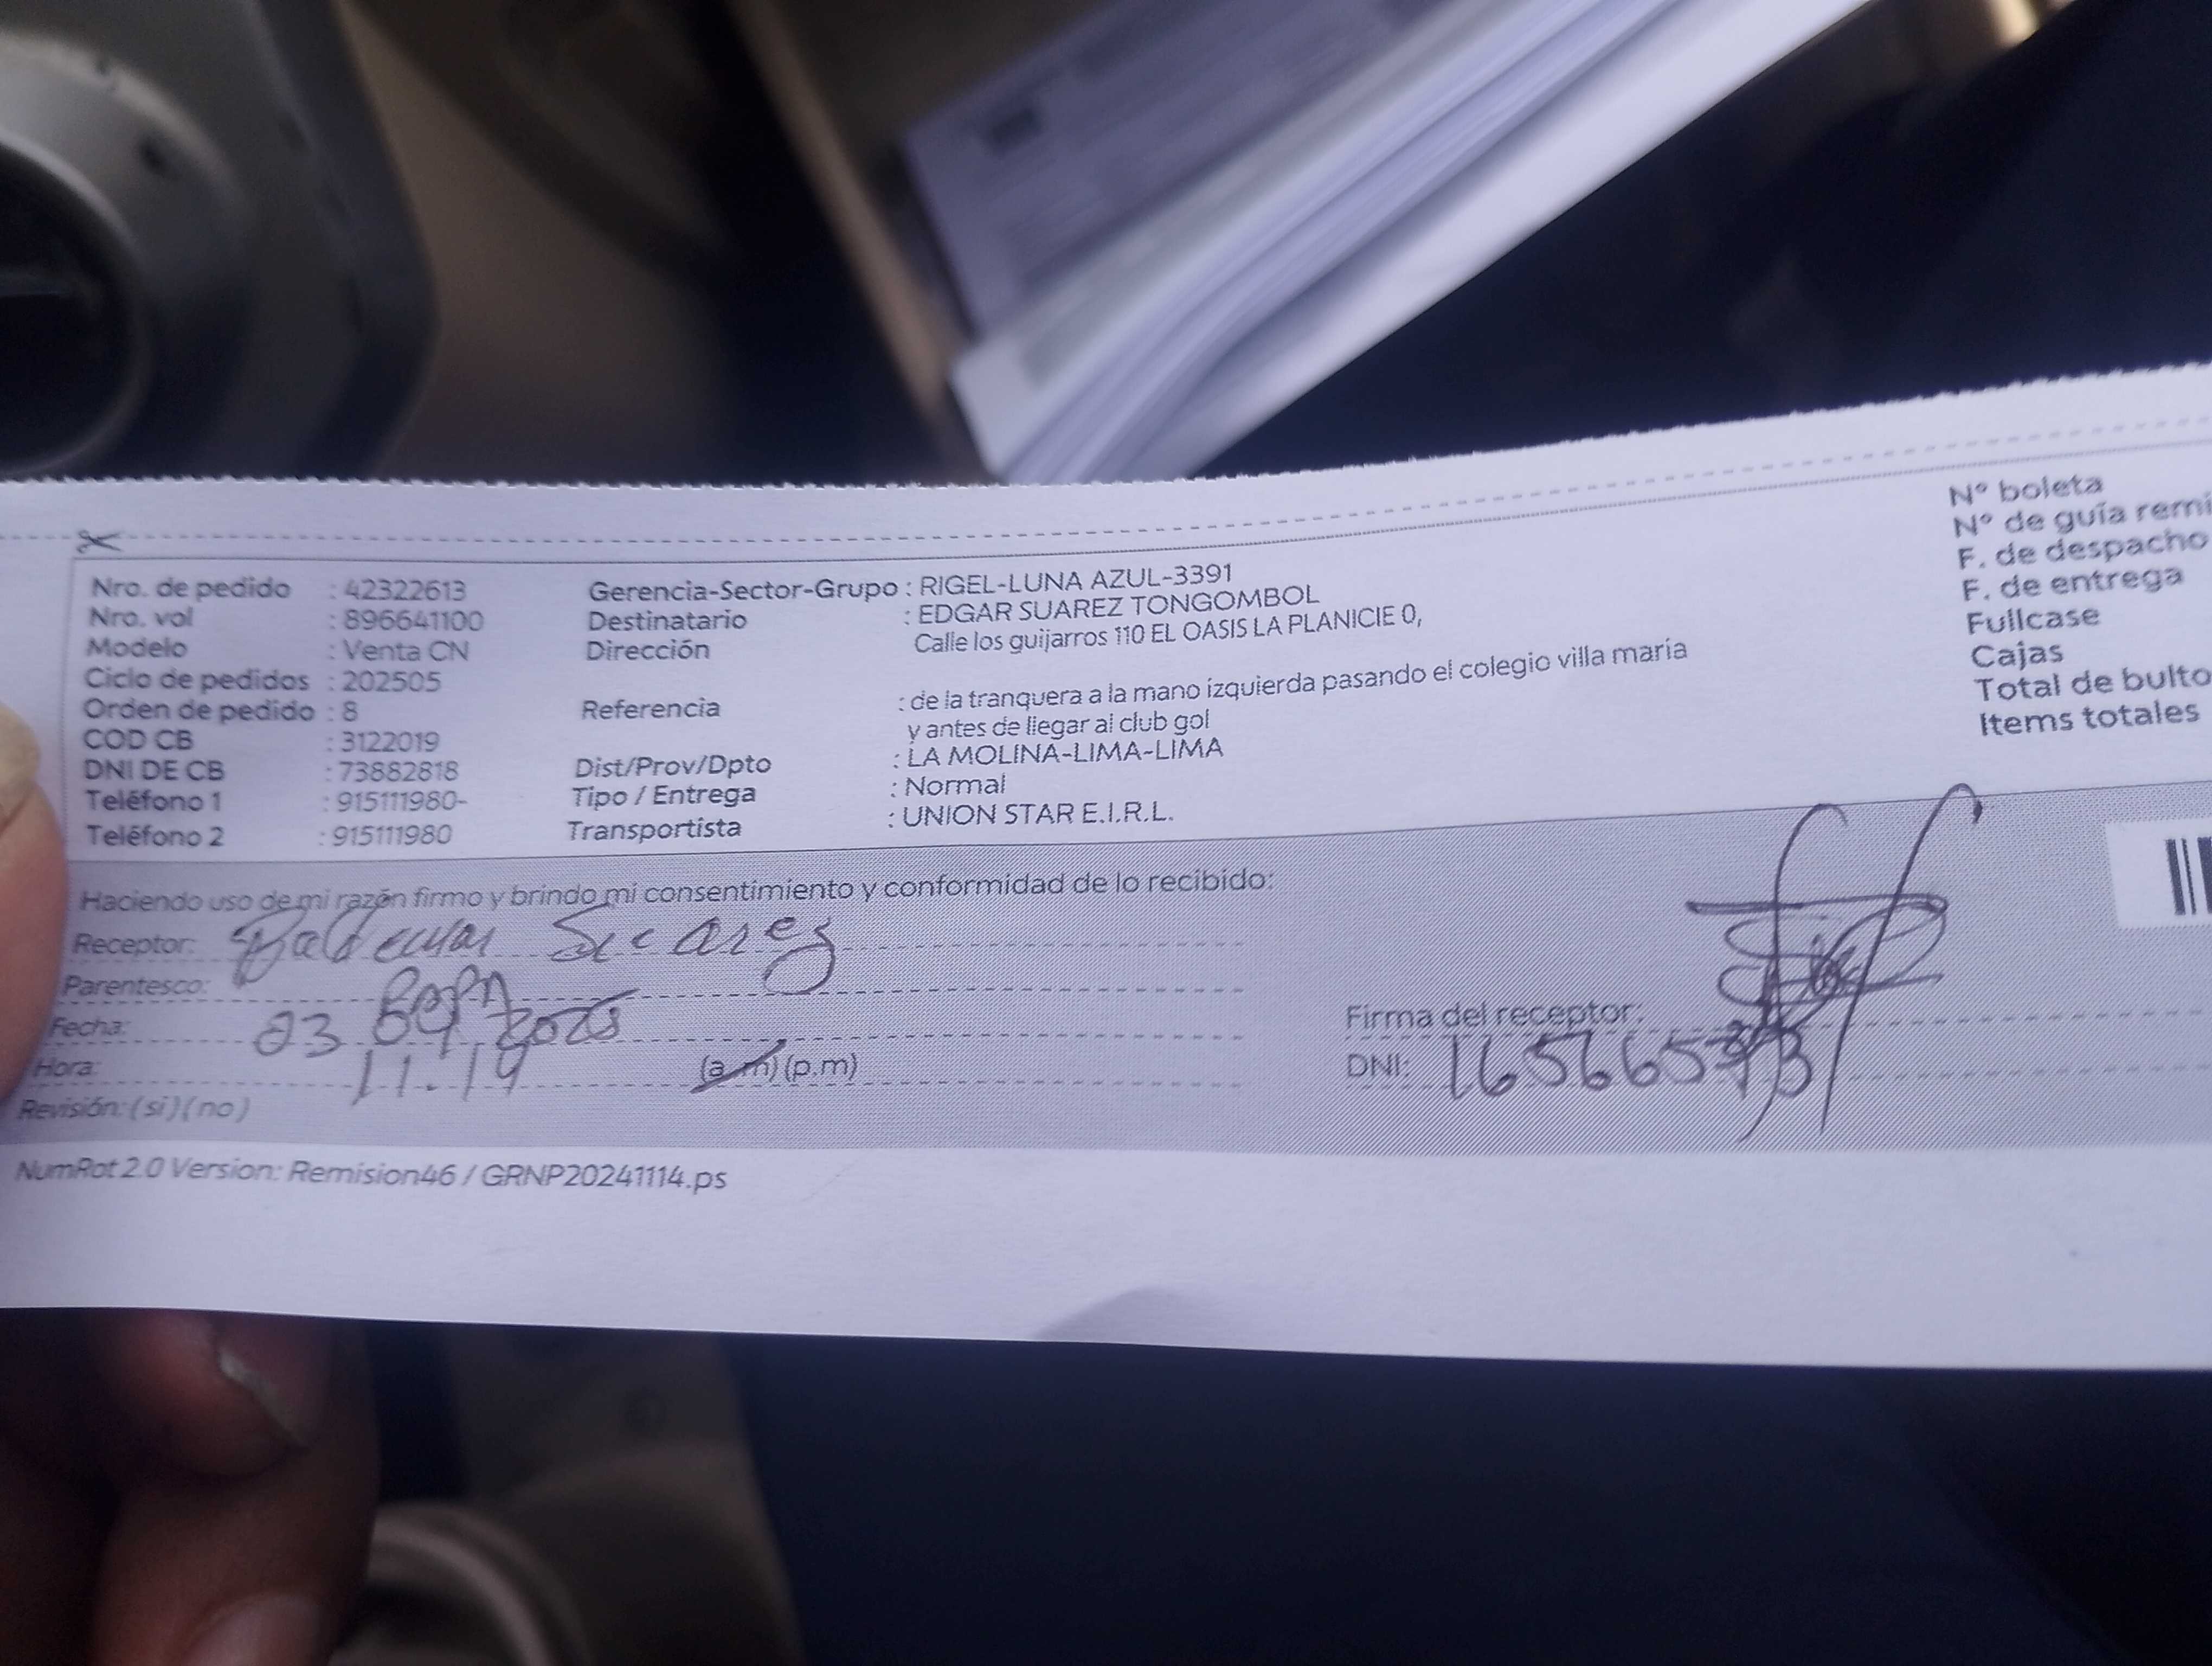 Nro. de pedido : 42322613
Nro. vol : 896641100
Modelo : Venta CN
Ciclo de pedidos : 202505
Orden de pedido : 8
COD CB : 3122019
DNI DE CB : 73882818
Teléfono 1 : 915111980-
Teléfono 2 : 915111980
Gerencia-Sector-Grupo : RIGEL-LUNA AZUL-3391
Destinatario : EDGAR SUAREZ TONGOMBOL
Dirección Calle los guijarros 110 EL OASIS LA PLANICIE 0,
Referencia : de la tranquera a la mano izquierda pasando el colegio villa maría
y antes de llegar al club gol
Dist/Prov/Dpto : LA MOLINA-LIMA-LIMA
Tipo / Entrega : Normal
Transportista : UNION STAR E.I.R.L.
Nº boleta
Nº de guía remi
F. de despacho
F. de entrega
Fullcase
Cajas
Total de bulto
Items totales
Haciendo uso de mi razón firmo y brindo mi consentimiento y conformidad de lo recibido:
Receptor: Baldemar Suarez
Parentesco:
Fecha: 03 2025
Hora: 11.19 (a.m) (p.m)
Revisión: (si) (no)
Firma del receptor:
DNI:
NumRot 2.0 Version: Remision46 / GRNP20241114.ps